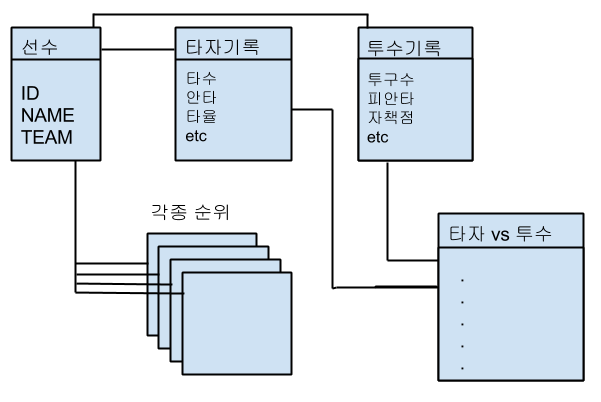 선수
ID
NAME
TEAM
타자기록
타수
안타
타율
etc
투수기록
투구수
피안타
자책점
etc
각종 순위
타자 vs 투수
.
.
.
.
.